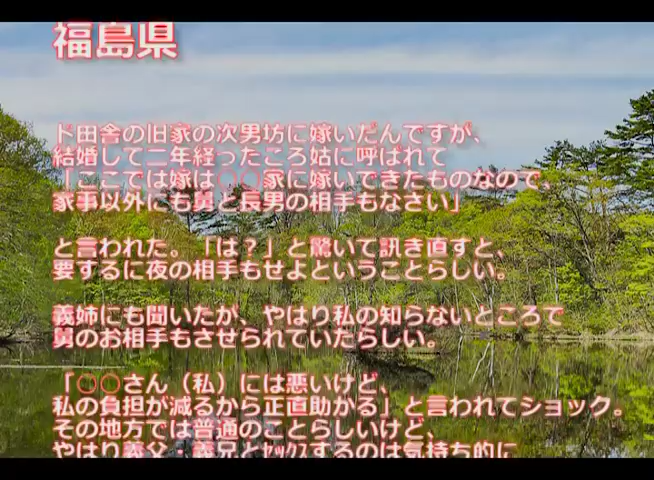 福島県
ド田舎の旧家の次男坊に嫁いだんですが、
結婚して二年経ったころ姑に呼ばれて
「ここでは嫁は○○家に嫁いできたものなので、
家事以外にも舅と長男の相手もなさい」
と言われた。「は？」と驚いて訊き直すと、
要するに夜の相手もせよということらしい。
義姉にも聞いたが、やはり私の知らないところで
舅のお相手もさせられていたらしい。
「○○さん（私）には悪いけど、
私の負担が減るから正直助かる」と言われてショック。
その地方では普通のことらしいけど、
やはり義父・義兄とｾｯｸｽするのは気持ち的に